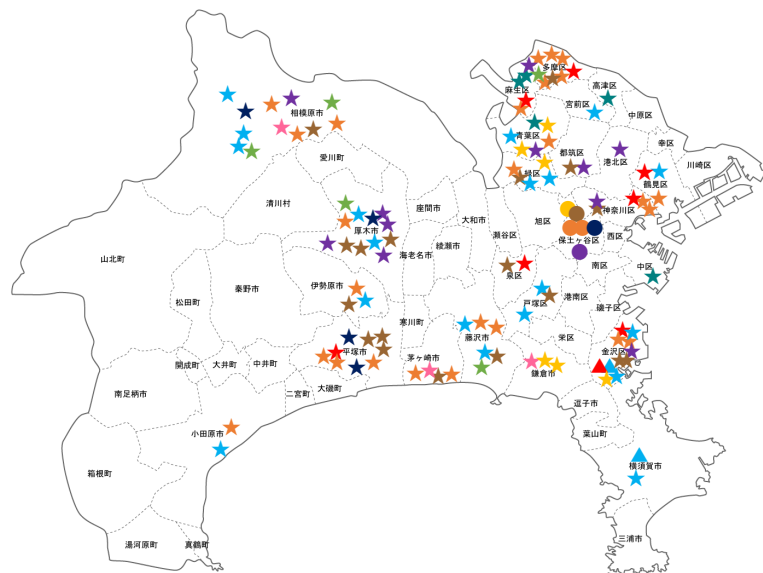 多摩区
麻生区
高津区
宮前区
中原区
相模原市
青葉区
幸区
都筑区
港北区
川崎区
愛川町
緑区
鶴見区
清川村
座間市
神奈川区
大和市
旭区
厚木市
瀬谷区
西区
保土ヶ谷区
綾瀬市
海老名市
山北町
南区
中区
泉区
伊勢原市
秦野市
港南区
戸塚区
松田町
磯子区
寒川町
藤沢市
栄区
平塚市
金沢区
茅ヶ崎市
中井町
開成町
大井町
鎌倉市
大磯町
南足柄市
二宮町
逗子市
小田原市
葉山町
横須賀市
箱根町
三浦市
湯河原町
真鶴町